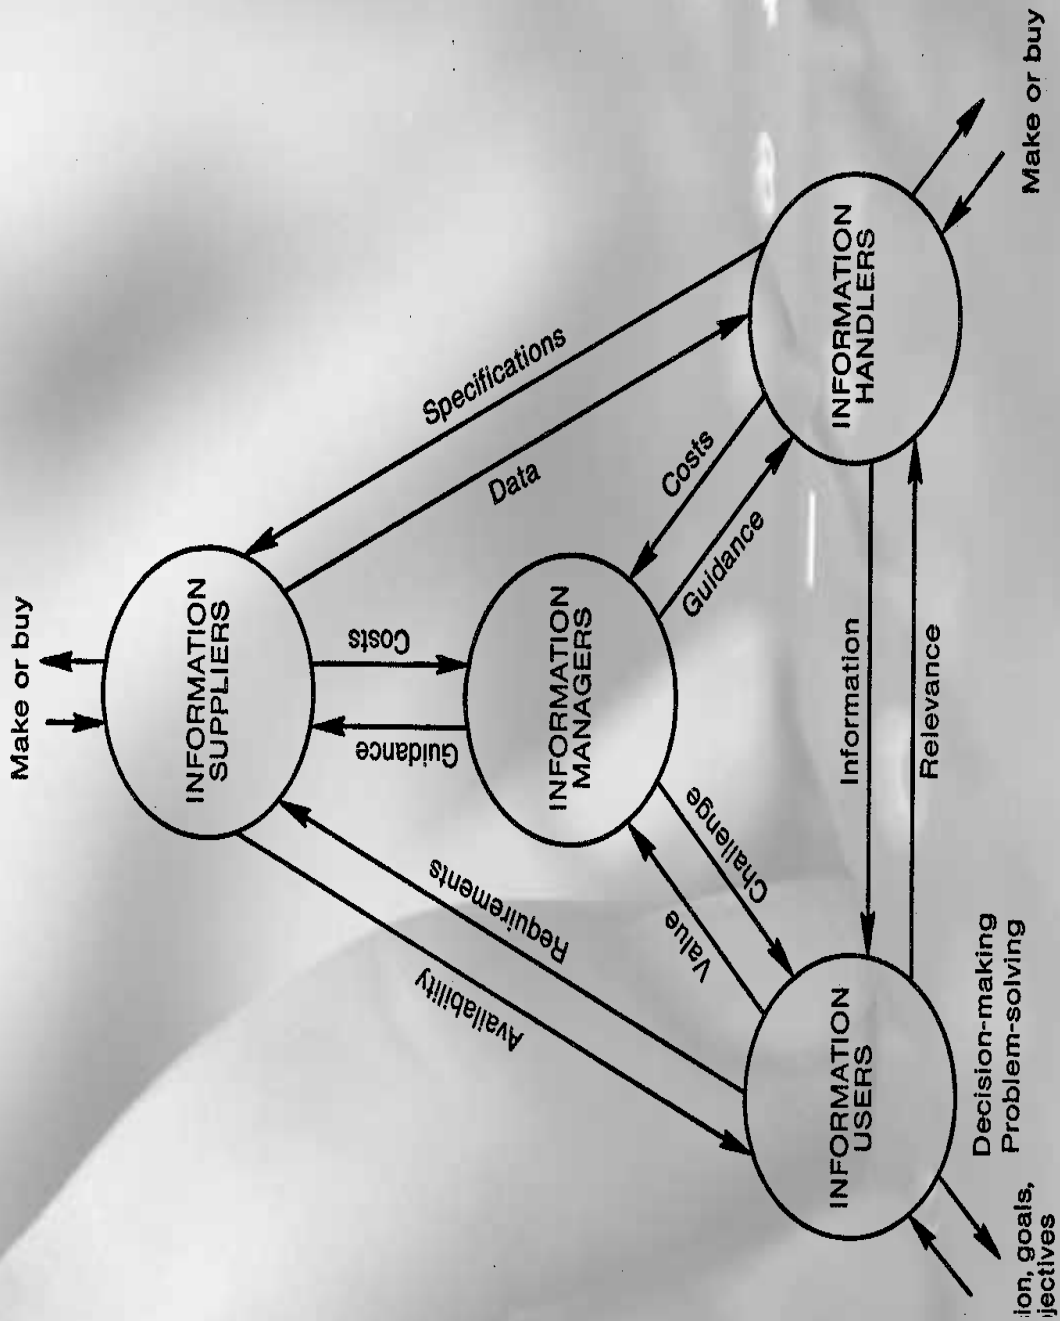 Make or buy
INFORMATION
SUPPLIERS
Availability
Requirements
Guidance
Costs
Data
Specifications
INFORMATION
MANAGERS
Value
Challenge
Guidance
Costs
INFORMATION
USERS
Information
Relevance
INFORMATION
HANDLERS
Decision-making
Problem-solving
Make or buy
goals,